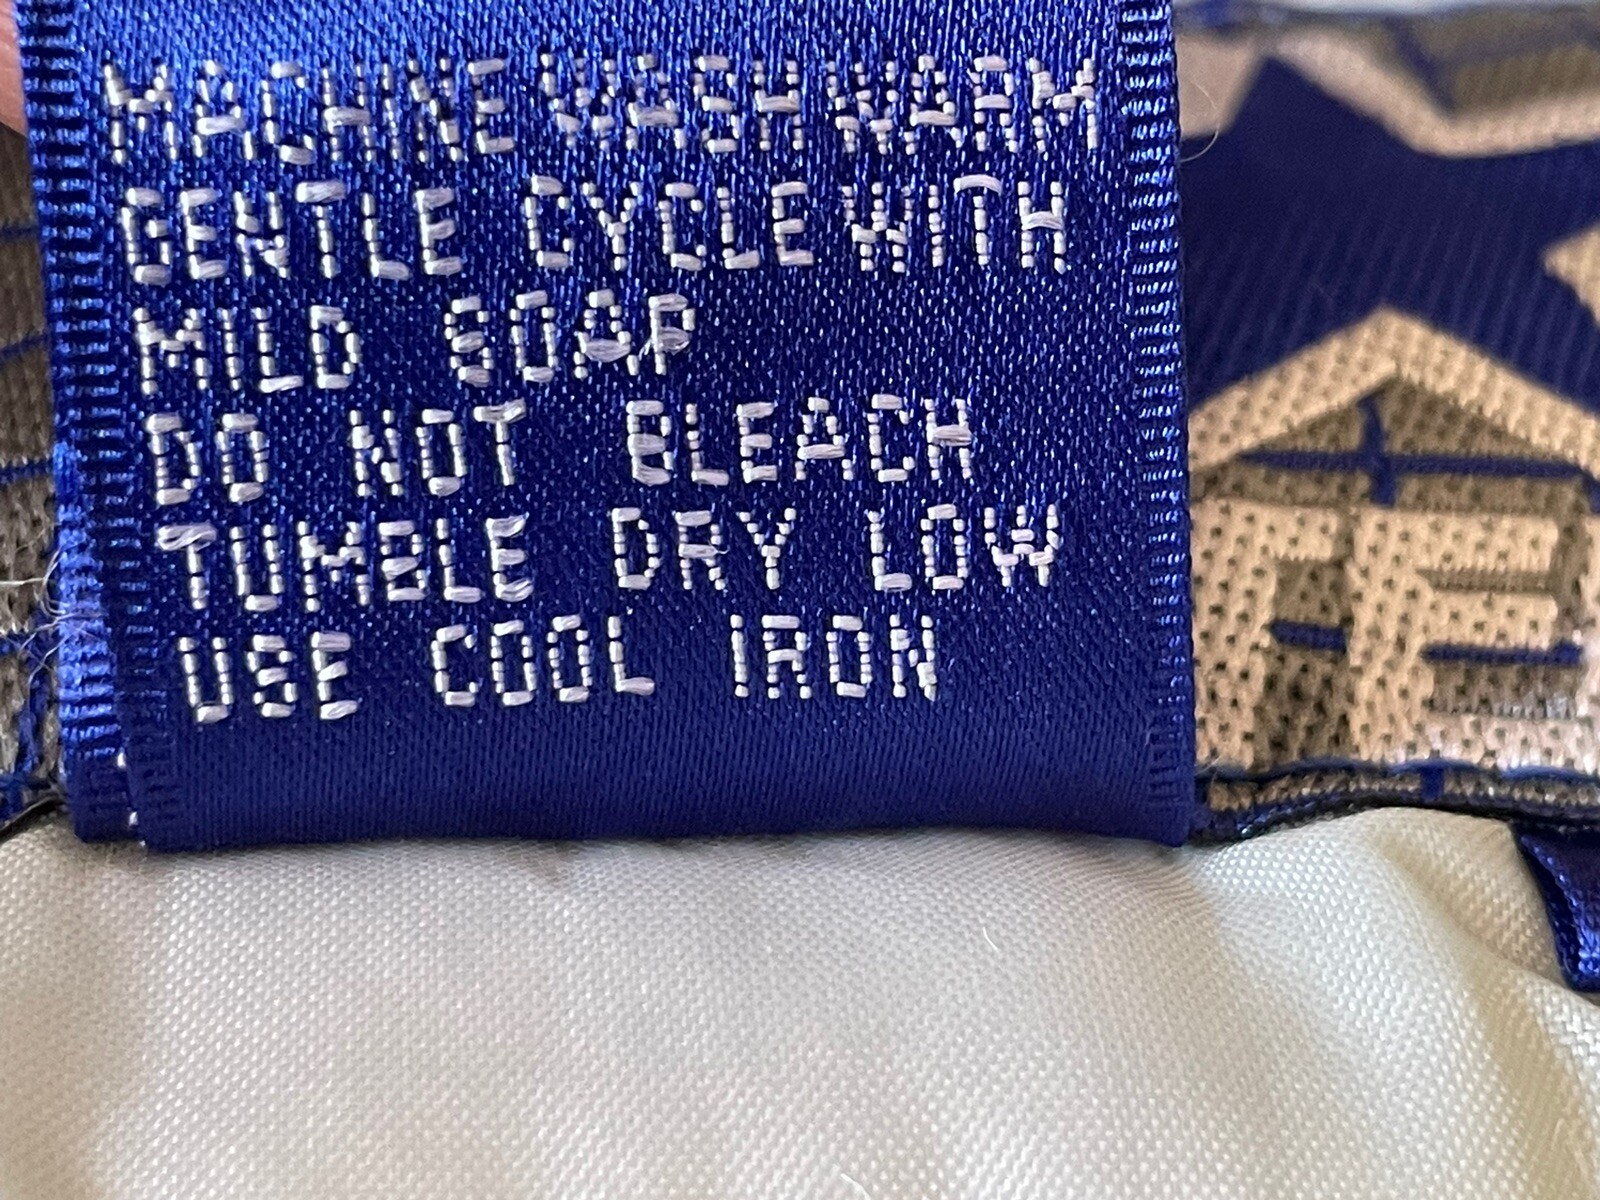 MACHINE WASH WARM
GENTLE CYCLE WITH
MILD SOAP
DO NOT BLEACH
TUMBLE DRY LOW
USE COOL IRON